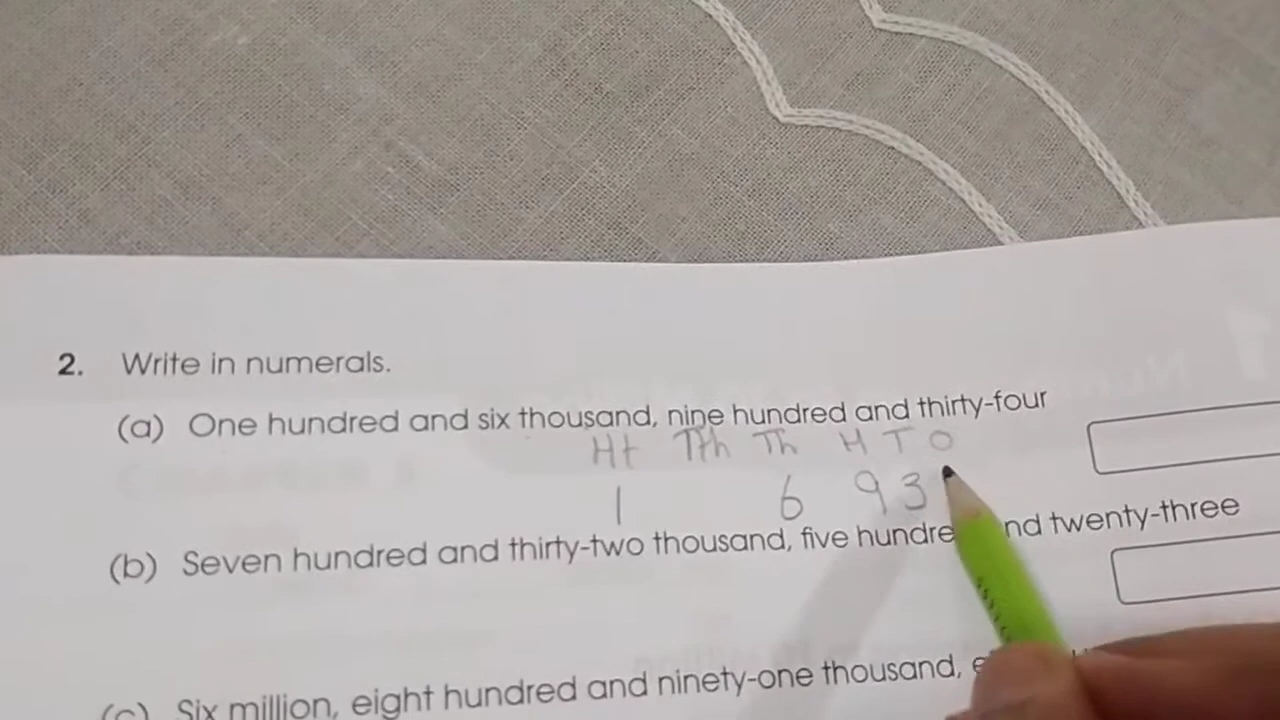 2. Write in numerals.
(a) One hundred and six thousand, nine hundred and thirty-four
Ht Tth Th H T O
1 6 9 3
(b) Seven hundred and thirty-two thousand, five hundre nd twenty-three
(c) Six million, eight hundred and ninety-one thousand, e